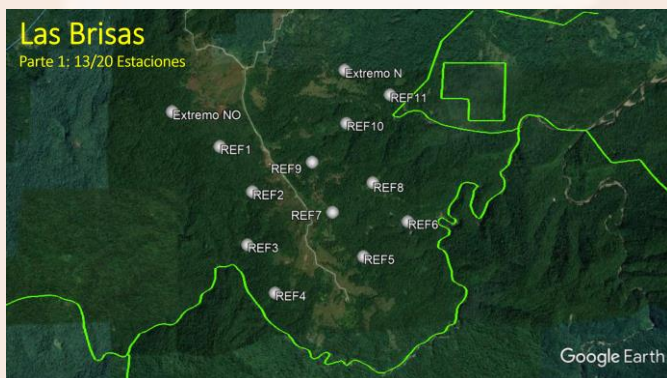 Las Brisas
Parte 1: 13/20 Estaciones
Extremo N
REF11
Extremo NO
REF10
REF1
REF9
REF8
REF2
REF7
REF6
REF3
REF5
REF4
Google Earth